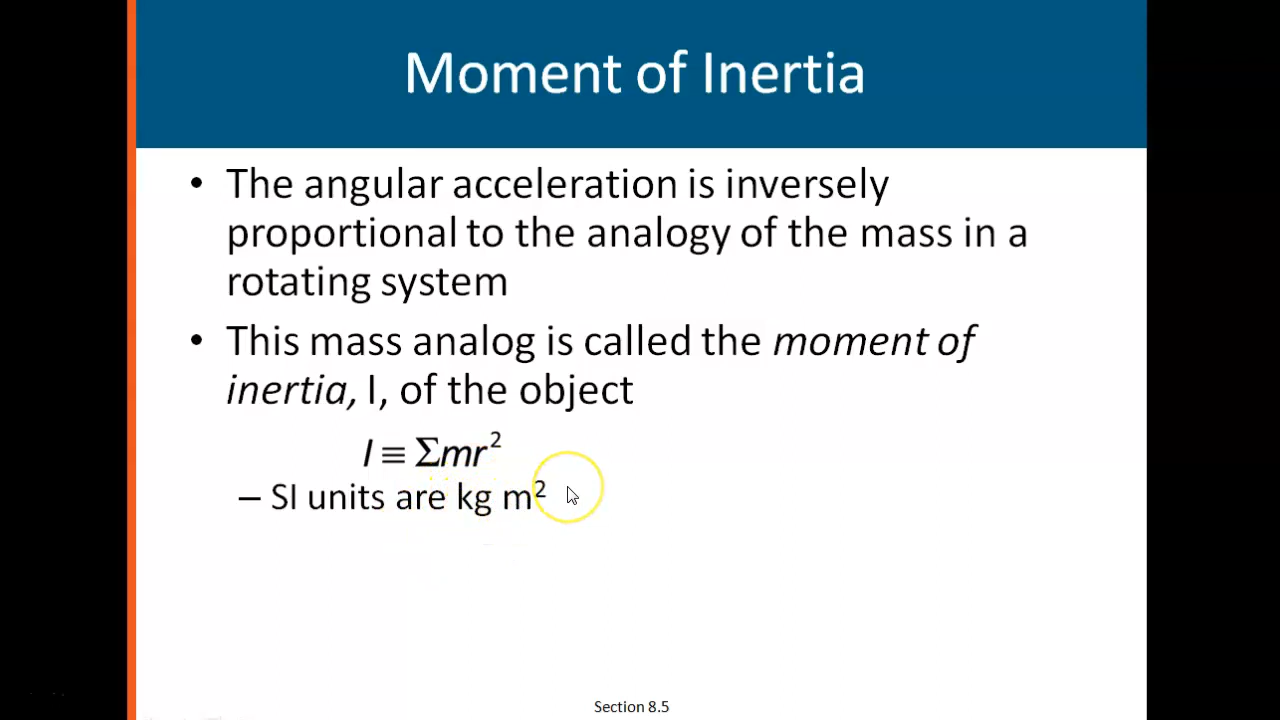 Moment of Inertia
• The angular acceleration is inversely
proportional to the analogy of the mass in a
rotating system
• This mass analog is called the moment of
inertia, I, of the object
I ≡ Σmr²
– SI units are kg m²
Section 8.5